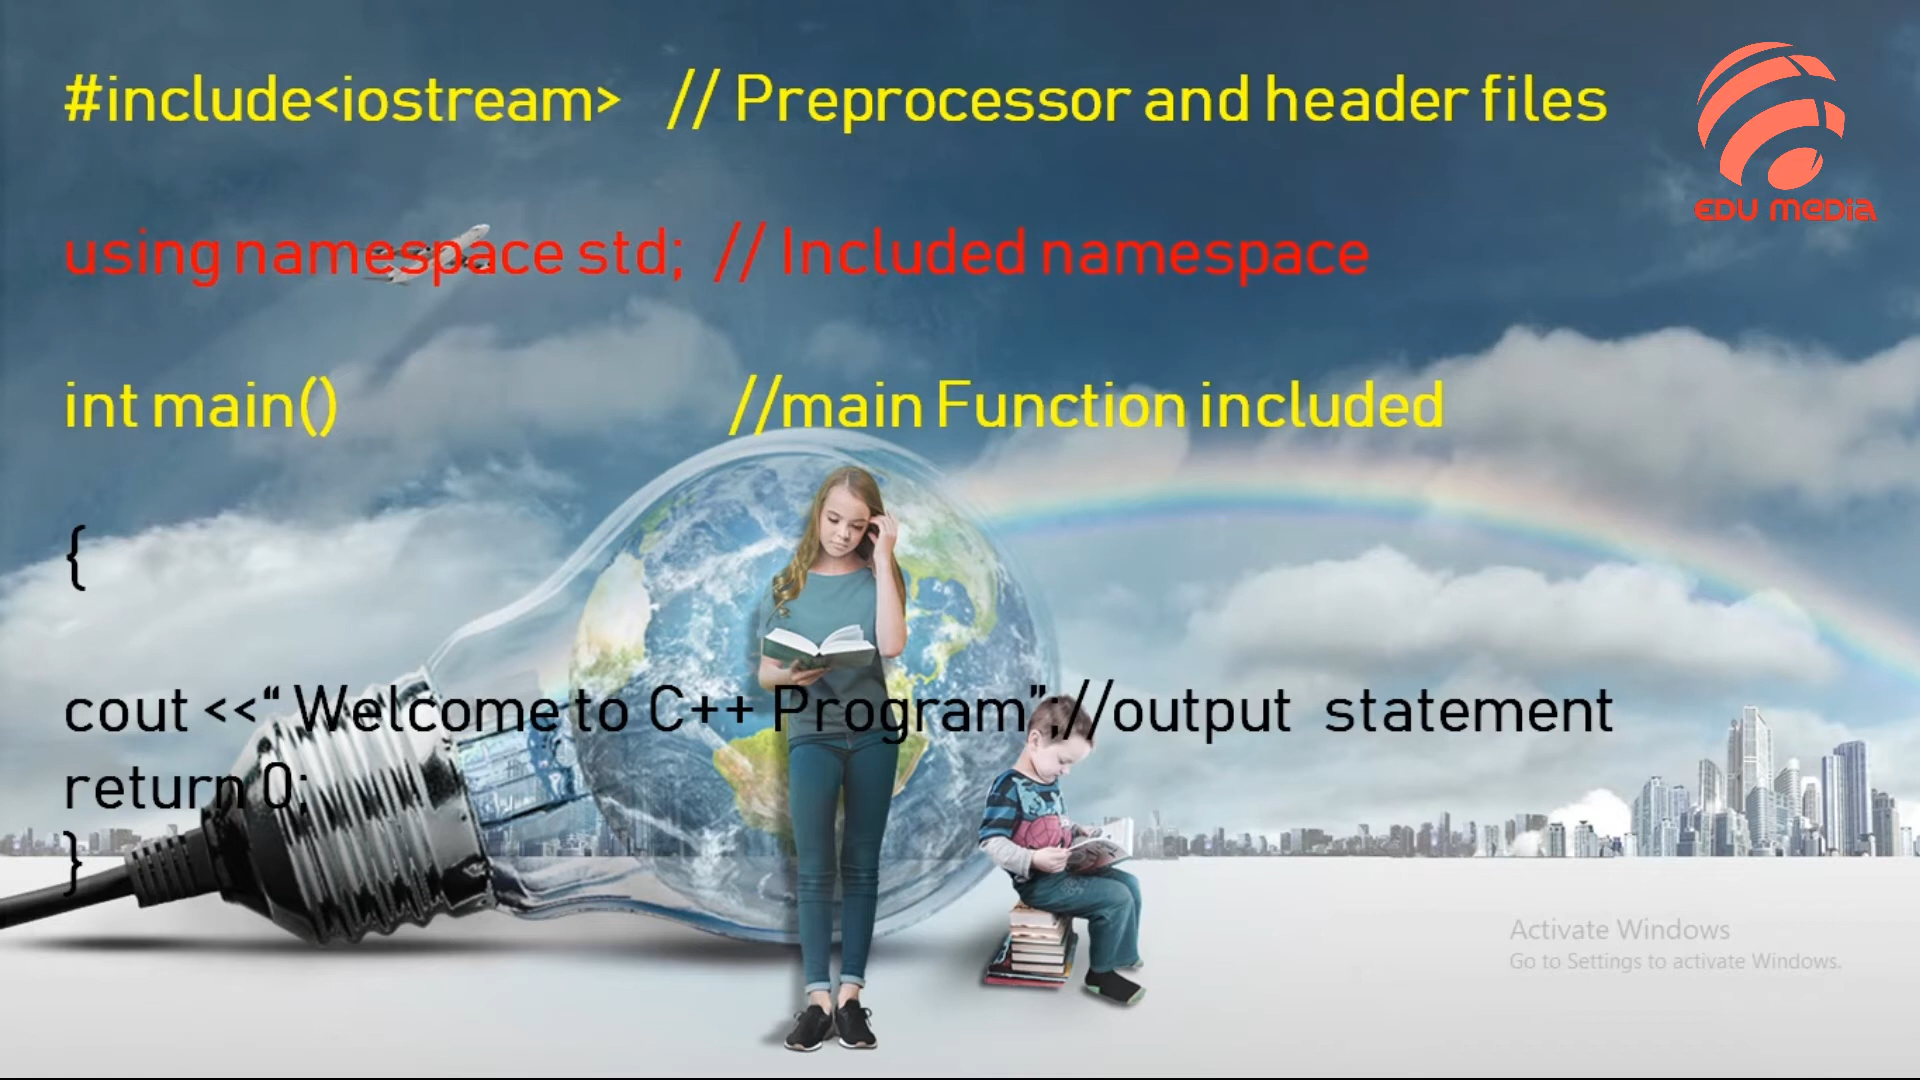 #include<iostream> // Preprocessor and header files
EDU MEDIA
using namespace std; // Included namespace
int main() //main Function included
{
cout <<“ Welcome to C++ Program”;//output statement
return 0;
}
Activate Windows
Go to Settings to activate Windows.